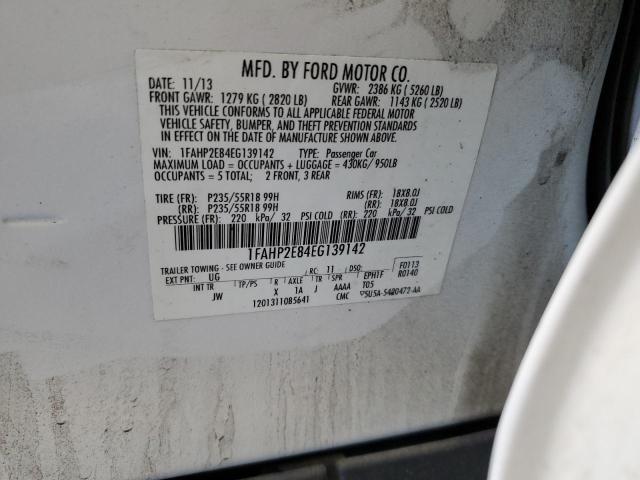 MFD. BY FORD MOTOR CO.
DATE: 11/13 GVWR: 2386 KG ( 5260 LB)
FRONT GAWR: 1279 KG ( 2820 LB) REAR GAWR: 1143 KG ( 2520 LB)
THIS VEHICLE CONFORMS TO ALL APPLICABLE FEDERAL MOTOR
VEHICLE SAFETY, BUMPER, AND THEFT PREVENTION STANDARDS
IN EFFECT ON THE DATE OF MANUFACTURE SHOWN ABOVE.
VIN: 1FAHP2E84EG139142 TYPE: Passenger Car
MAXIMUM LOAD = OCCUPANTS + LUGGAGE = 430KG/ 950LB
OCCUPANTS = 5 TOTAL; 2 FRONT, 3 REAR
TIRE (FR): P235/55R18 99H RIMS (FR): 18X8.0J
(RR): P235/55R18 99H (RR): 18X8.0J
PRESSURE (FR): 220 kPa/ 32 PSI COLD (RR): 220 kPa/ 32 PSI COLD
1FAHP2E84EG139142
TRAILER TOWING - SEE OWNER GUIDE F0113
EXT PNT: UG RC: 11 DSO: R0140
INT TR TP/PS R AXLE TR SPR EPH1F
JW X 1A J AAAA T05
1201311085641 CMC